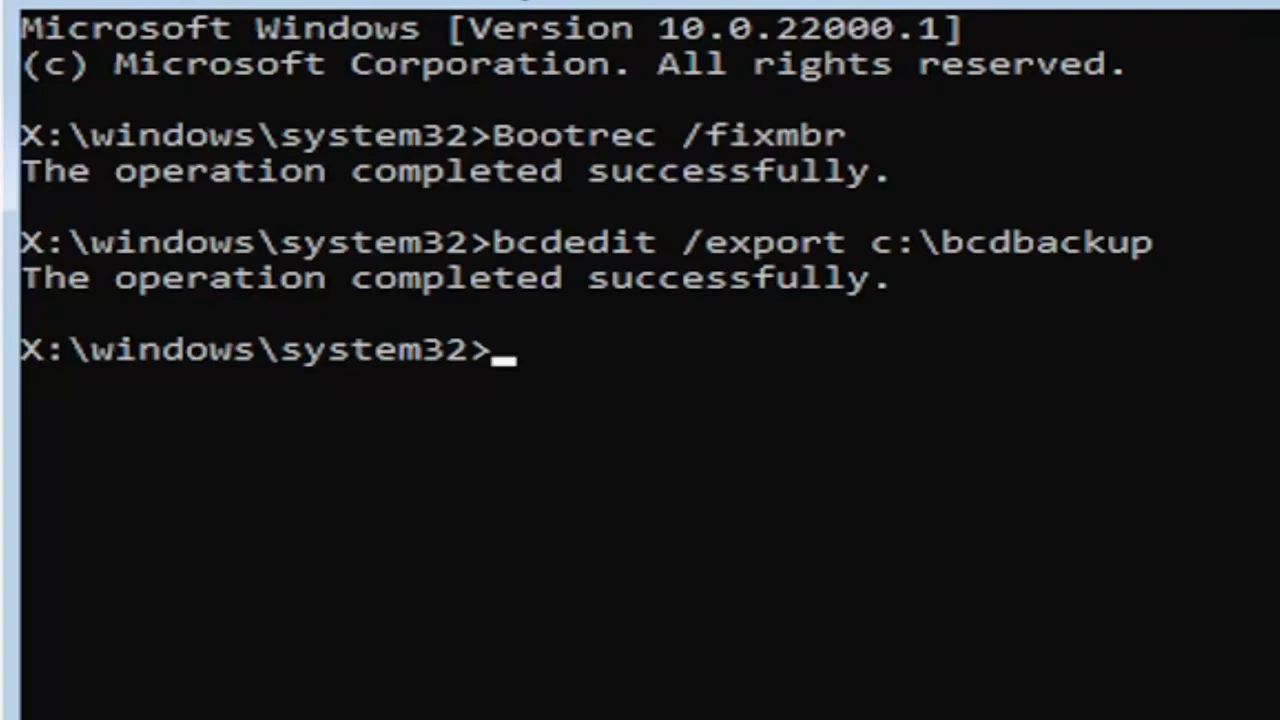 Microsoft Windows [Version 10.0.22000.1]
(c) Microsoft Corporation. All rights reserved.
X:\windows\system32>Bootrec /fixmbr
The operation completed successfully.
X:\windows\system32>bcdedit /export c:\bcdbackup
The operation completed successfully.
X:\windows\system32>